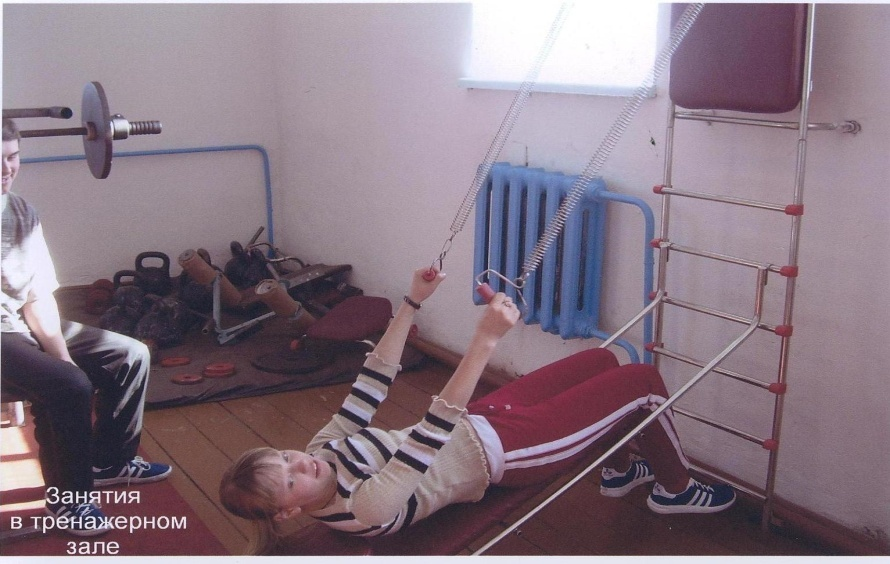 Занятия
в тренажерном
зале